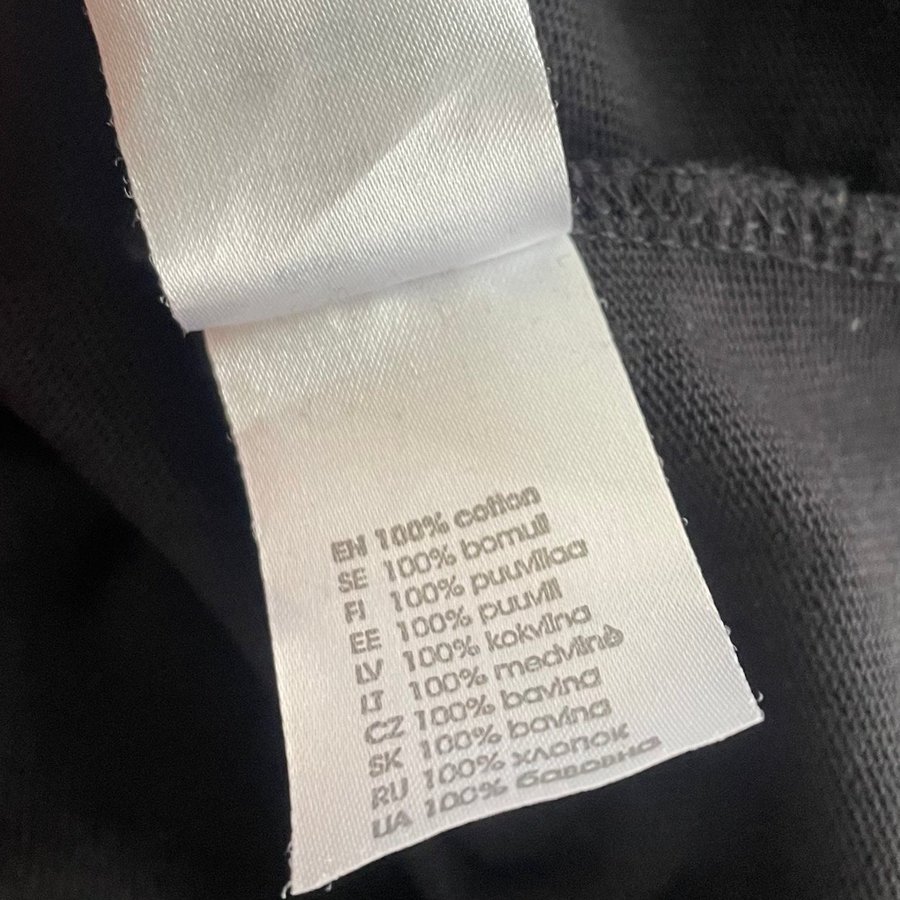 EN 100% cotton
SE 100% bomull
FI 100% puuvillaa
EE 100% puuvill
LV 100% kokvilna
LT 100% medvilnė
CZ 100% bavlna
SK 100% bavlna
RU 100% хлопок
UA 100% бавовна